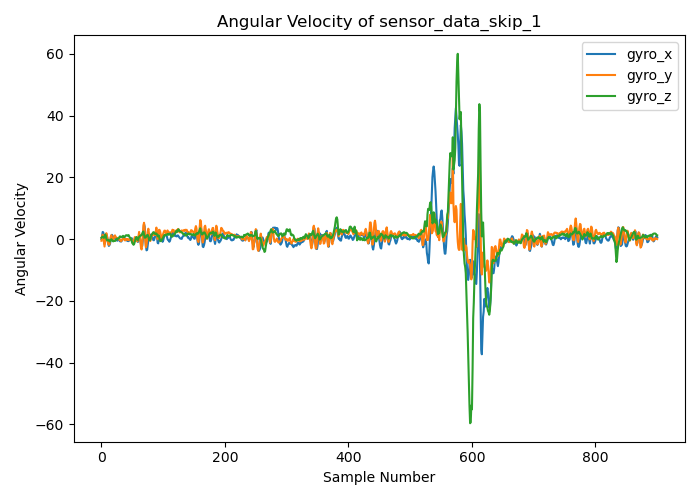 Angular Velocity of sensor_data_skip_1
gyro_x
gyro_y
gyro_z
60
40
20
0
−20
−40
−60
Angular Velocity
0 200 400 600 800
Sample Number